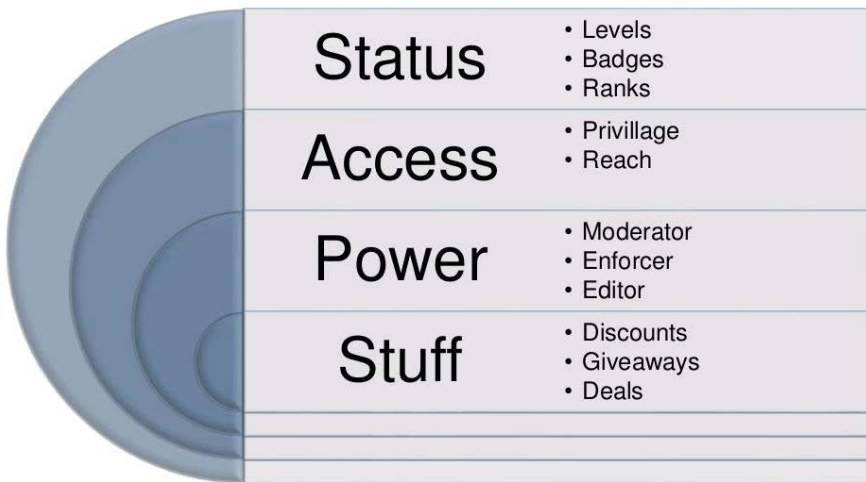 Status
• Levels
• Badges
• Ranks
Access
• Privillage
• Reach
Power
• Moderator
• Enforcer
• Editor
Stuff
• Discounts
• Giveaways
• Deals